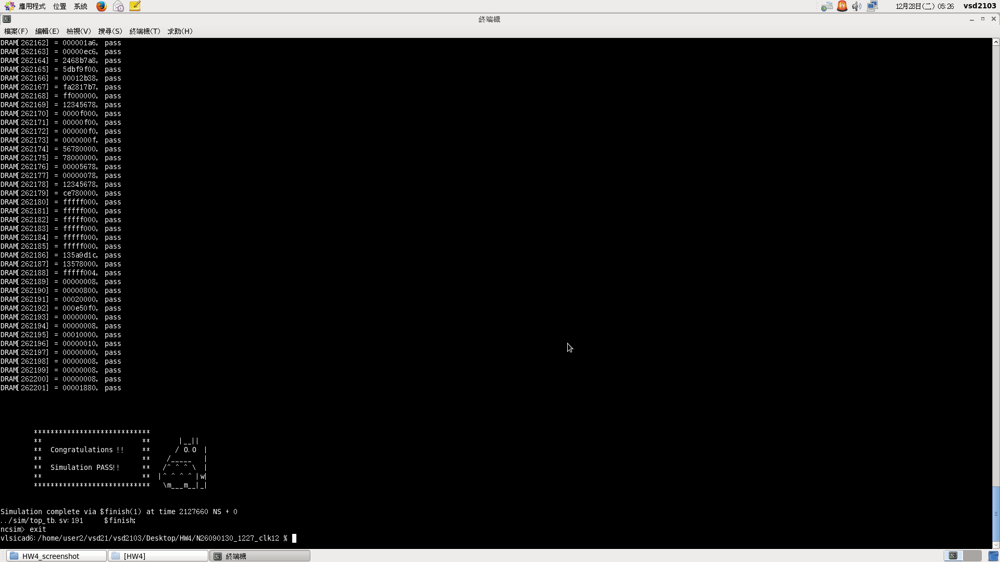 應用程式 位置 系統 12月28日(二) 05:26 vsd2103
終端機
檔案(F) 編輯(E) 檢視(V) 搜尋(S) 終端機(T) 求助(H)
DRAM[262162] = 000001a6, pass
DRAM[262163] = 00000ec6, pass
DRAM[262164] = 2468b7a8, pass
DRAM[262165] = 5dbf9f00, pass
DRAM[262166] = 00012b38, pass
DRAM[262167] = fa2817b7, pass
DRAM[262168] = ff000000, pass
DRAM[262169] = 12345678, pass
DRAM[262170] = 0000f000, pass
DRAM[262171] = 00000f00, pass
DRAM[262172] = 000000f0, pass
DRAM[262173] = 0000000f, pass
DRAM[262174] = 56780000, pass
DRAM[262175] = 78000000, pass
DRAM[262176] = 00005678, pass
DRAM[262177] = 00000078, pass
DRAM[262178] = 12345678, pass
DRAM[262179] = ce780000, pass
DRAM[262180] = fffff000, pass
DRAM[262181] = fffff000, pass
DRAM[262182] = fffff000, pass
DRAM[262183] = fffff000, pass
DRAM[262184] = fffff000, pass
DRAM[262185] = fffff000, pass
DRAM[262186] = 135a9d1c, pass
DRAM[262187] = 13578000, pass
DRAM[262188] = fffff004, pass
DRAM[262189] = 00000008, pass
DRAM[262190] = 00000800, pass
DRAM[262191] = 00020000, pass
DRAM[262192] = 000e50f0, pass
DRAM[262193] = 00000000, pass
DRAM[262194] = 00000008, pass
DRAM[262195] = 00010000, pass
DRAM[262196] = 00000010, pass
DRAM[262197] = 00000000, pass
DRAM[262198] = 00000008, pass
DRAM[262199] = 00000008, pass
DRAM[262200] = 00000008, pass
DRAM[262201] = 00001880, pass
****************************
**                        **       |__||
**  Congratulations !!    **      / O.O  |
**                        **    /_____   |
**  Simulation PASS!!     **   /^ ^ ^ \  |
**                        **  |^ ^ ^ ^ |w|
****************************   \m___m__|_|
Simulation complete via $finish(1) at time 2127660 NS + 0
../sim/top_tb.sv:191     $finish;
ncsim> exit
vlsicad6:/home/user2/vsd21/vsd2103/Desktop/HW4/N26090130_1227_clk12 %
HW4_screenshot [HW4] 終端機